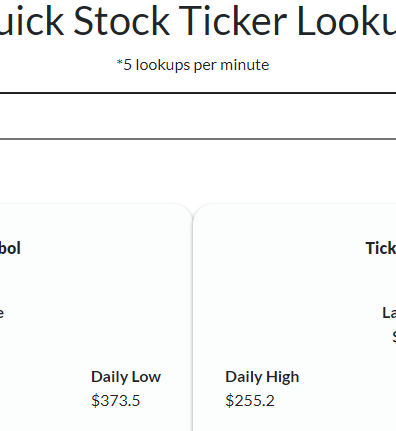 uick Stock Ticker Looku
*5 lookups per minute
bol
Tick
e
La
$
Daily Low
Daily High
$373.5
$255.2